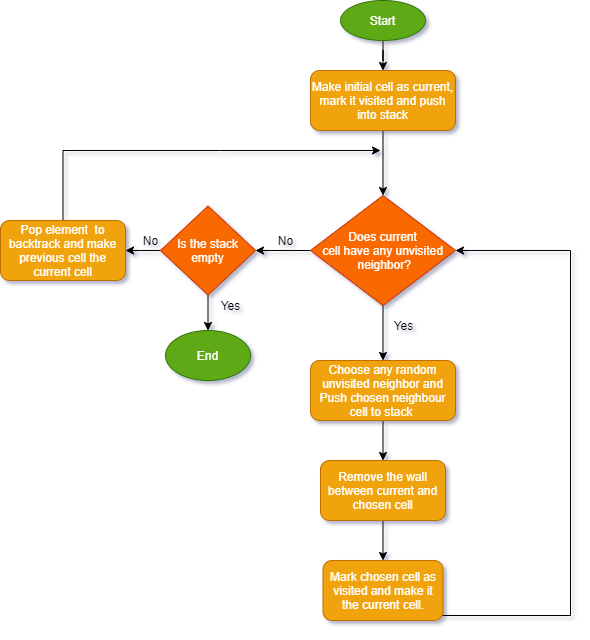 Start
Make initial cell as current,
mark it visited and push
into stack
Does current
cell have any unvisited
neighbor?
No
Is the stack
empty
No
Pop element to
backtrack and make
previous cell the
current cell
Yes
End
Yes
Choose any random
unvisited neighbor and
Push chosen neighbour
cell to stack
Remove the wall
between current and
chosen cell
Mark chosen cell as
visited and make it
the current cell.